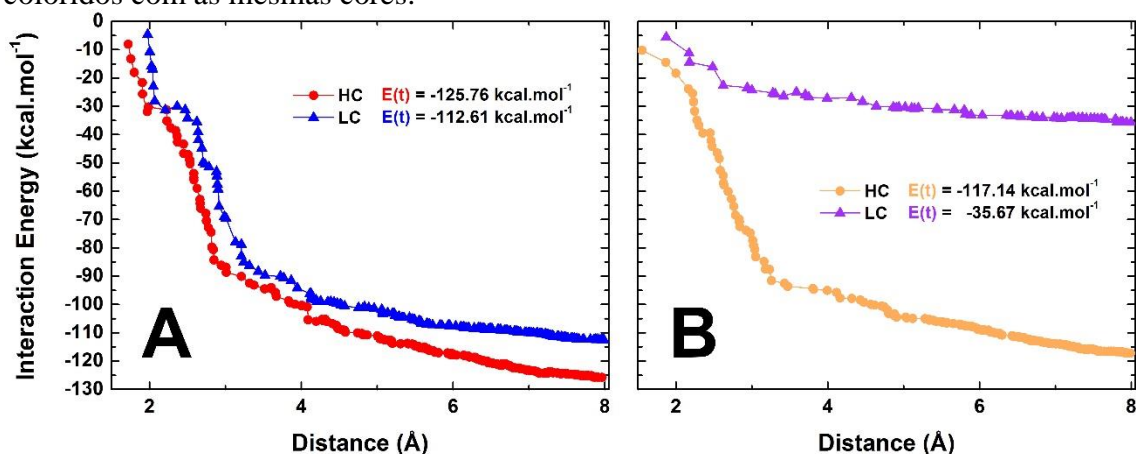 coloridos com as mesmas cores.
Interaction Energy (kcal.mol⁻¹)
0
-10
-20
-30
-40
-50
-60
-70
-80
-90
-100
-110
-120
-130
HC E(t) = -125.76 kcal.mol⁻¹
LC E(t) = -112.61 kcal.mol⁻¹
A
2 4 6 8
Distance (Å)
HC E(t) = -117.14 kcal.mol⁻¹
LC E(t) = -35.67 kcal.mol⁻¹
B
2 4 6 8
Distance (Å)